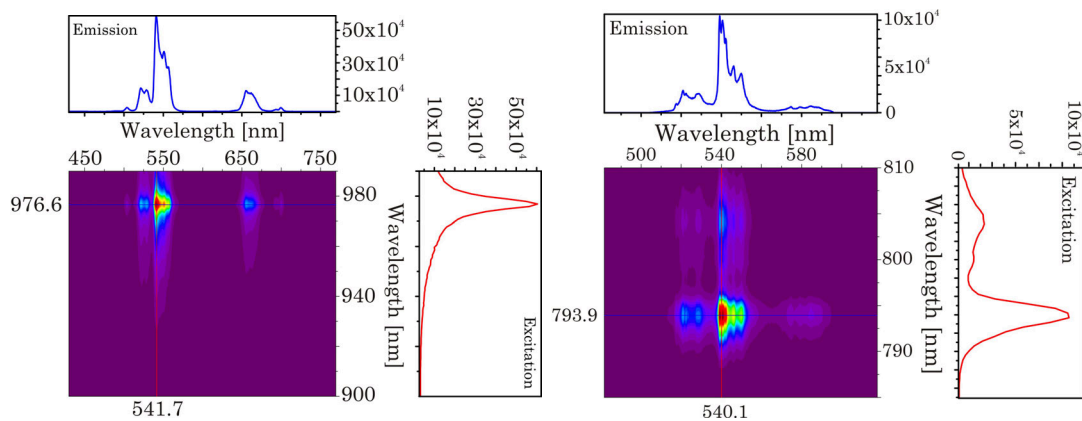 Emission
50x10⁴
30x10⁴
10x10⁴
Wavelength [nm]
450 550 650 750
976.6
541.7
990
980
940
900
Wavelength [nm]
10x10⁴
30x10⁴
50x10⁴
Excitation
Emission
10x10⁴
5x10⁴
0
Wavelength [nm]
500 540 580
793.9
540.1
810
800
790
Wavelength [nm]
0
5x10⁴
10x10⁴
Excitation